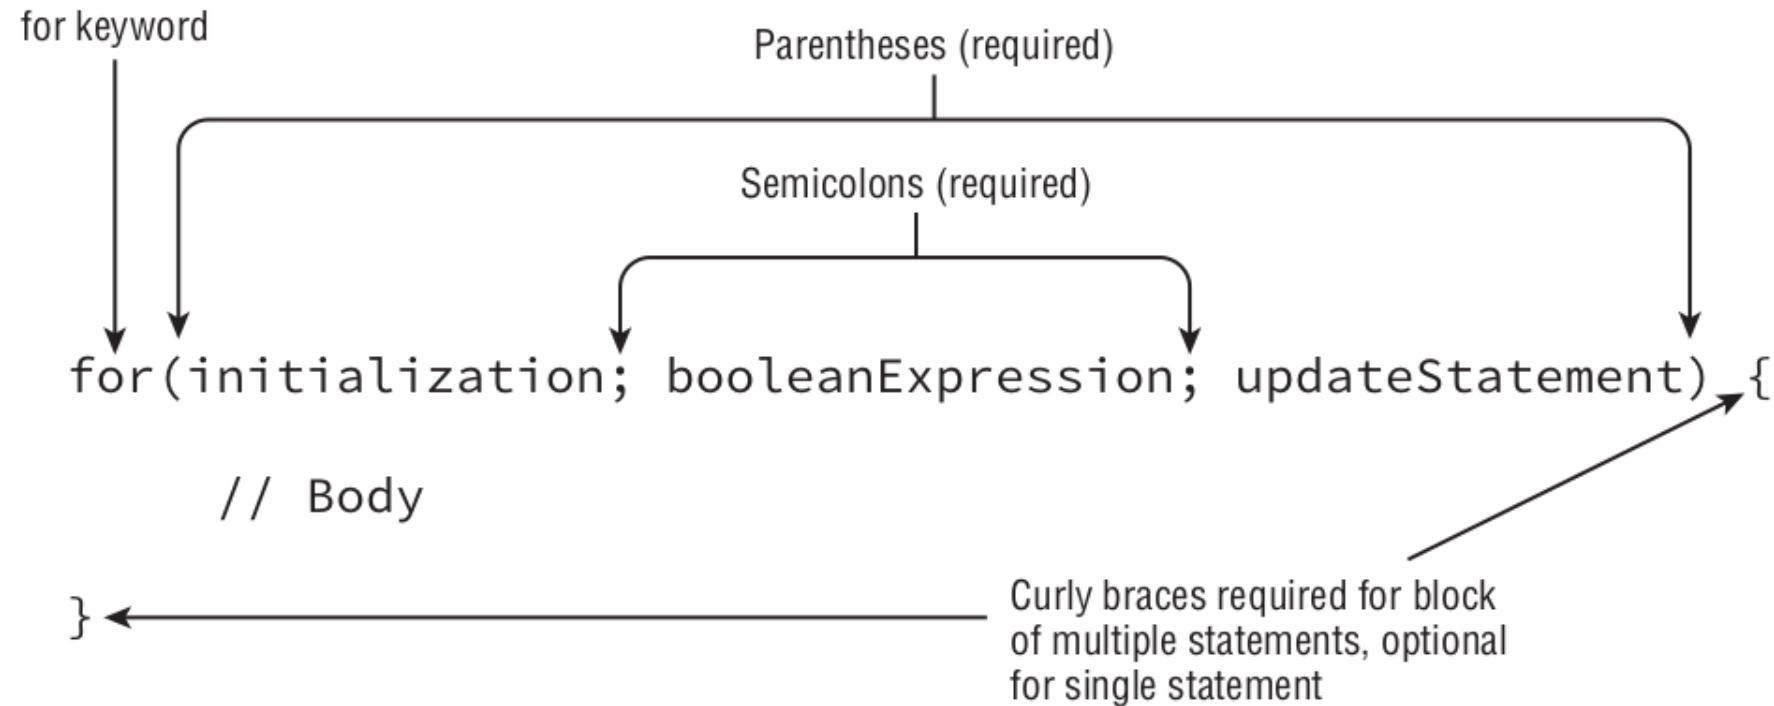 for keyword
Parentheses (required)
Semicolons (required)
for(initialization; booleanExpression; updateStatement) {
// Body
}
Curly braces required for block
of multiple statements, optional
for single statement